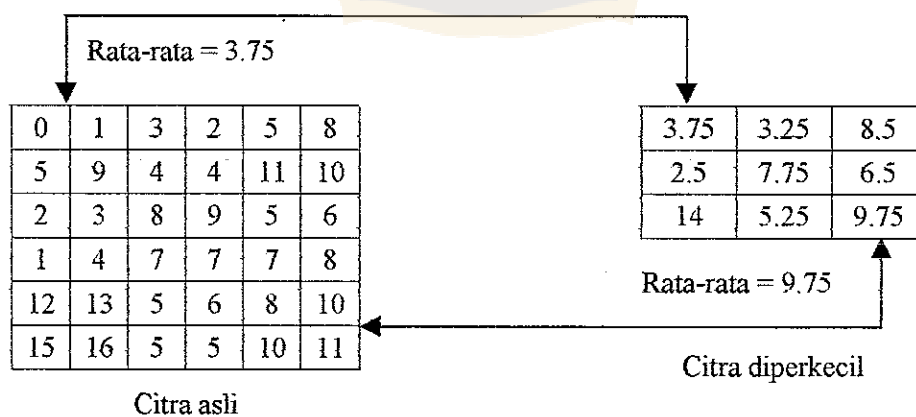 Rata-rata = 3.75
0 1 3 2 5 8
5 9 4 4 11 10
2 3 8 9 5 6
1 4 7 7 7 8
12 13 5 6 8 10
15 16 5 5 10 11
Citra asli
3.75 3.25 8.5
2.5 7.75 6.5
14 5.25 9.75
Rata-rata = 9.75
Citra diperkecil